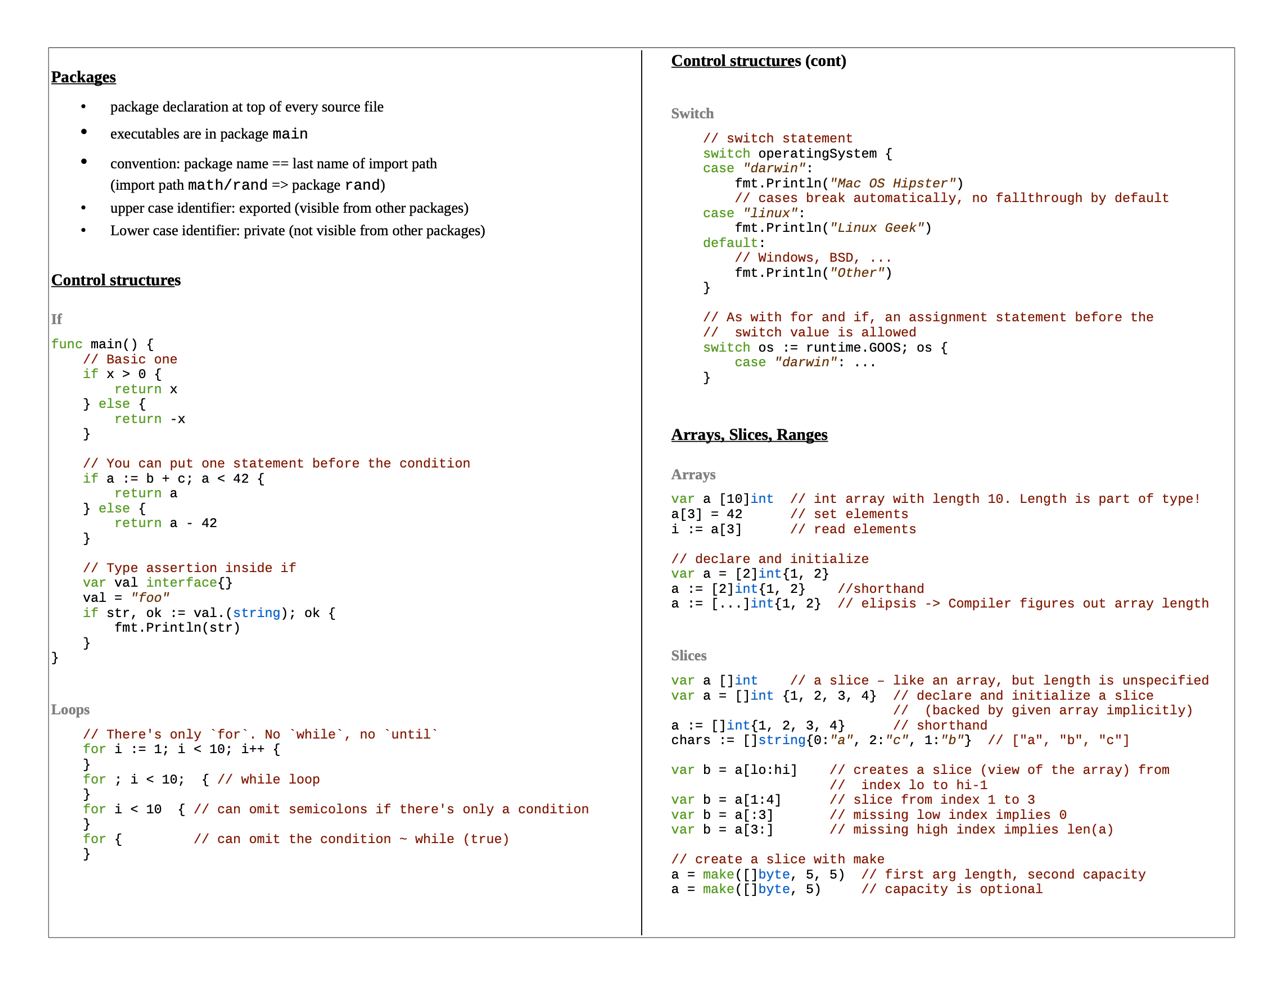 Packages
• package declaration at top of every source file
• executables are in package main
• convention: package name == last name of import path
(import path math/rand => package rand)
• upper case identifier: exported (visible from other packages)
• Lower case identifier: private (not visible from other packages)
Control structures
If
func main() {
    // Basic one
    if x > 0 {
        return x
    } else {
        return -x
    }
    // You can put one statement before the condition
    if a := b + c; a < 42 {
        return a
    } else {
        return a - 42
    }
    // Type assertion inside if
    var val interface{}
    val = "foo"
    if str, ok := val.(string); ok {
        fmt.Println(str)
    }
}
Loops
    // There's only `for`. No `while`, no `until`
    for i := 1; i < 10; i++ {
    }
    for ; i < 10;  { // while loop
    }
    for i < 10  { // can omit semicolons if there's only a condition
    }
    for {         // can omit the condition ~ while (true)
    }
Control structures (cont)
Switch
    // switch statement
    switch operatingSystem {
    case "darwin":
        fmt.Println("Mac OS Hipster")
        // cases break automatically, no fallthrough by default
    case "linux":
        fmt.Println("Linux Geek")
    default:
        // Windows, BSD, ...
        fmt.Println("Other")
    }
    // As with for and if, an assignment statement before the
    //  switch value is allowed
    switch os := runtime.GOOS; os {
        case "darwin": ...
    }
Arrays, Slices, Ranges
Arrays
var a [10]int  // int array with length 10. Length is part of type!
a[3] = 42      // set elements
i := a[3]      // read elements
// declare and initialize
var a = [2]int{1, 2}
a := [2]int{1, 2}    //shorthand
a := [...]int{1, 2}  // elipsis -> Compiler figures out array length
Slices
var a []int    // a slice – like an array, but length is unspecified
var a = []int {1, 2, 3, 4}  // declare and initialize a slice
                            //  (backed by given array implicitly)
a := []int{1, 2, 3, 4}      // shorthand
chars := []string{0:"a", 2:"c", 1:"b"}  // ["a", "b", "c"]
var b = a[lo:hi]    // creates a slice (view of the array) from
                    //  index lo to hi-1
var b = a[1:4]      // slice from index 1 to 3
var b = a[:3]       // missing low index implies 0
var b = a[3:]       // missing high index implies len(a)
// create a slice with make
a = make([]byte, 5, 5)  // first arg length, second capacity
a = make([]byte, 5)     // capacity is optional